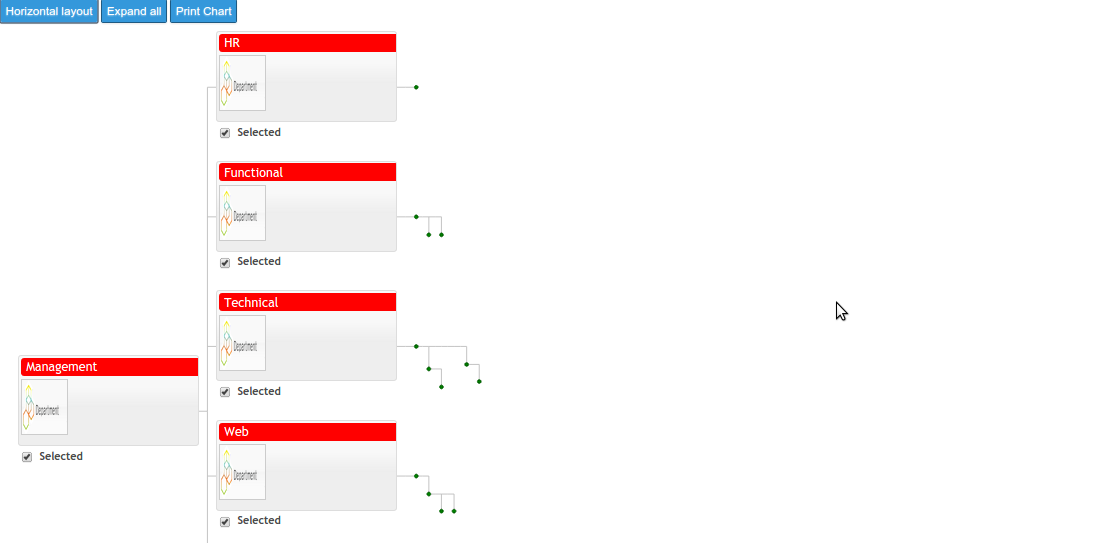 Horizontal layout Expand all Print Chart
HR
Department
Selected
Functional
Department
Selected
Technical
Department
Selected
Management
Department
Selected
Web
Department
Selected